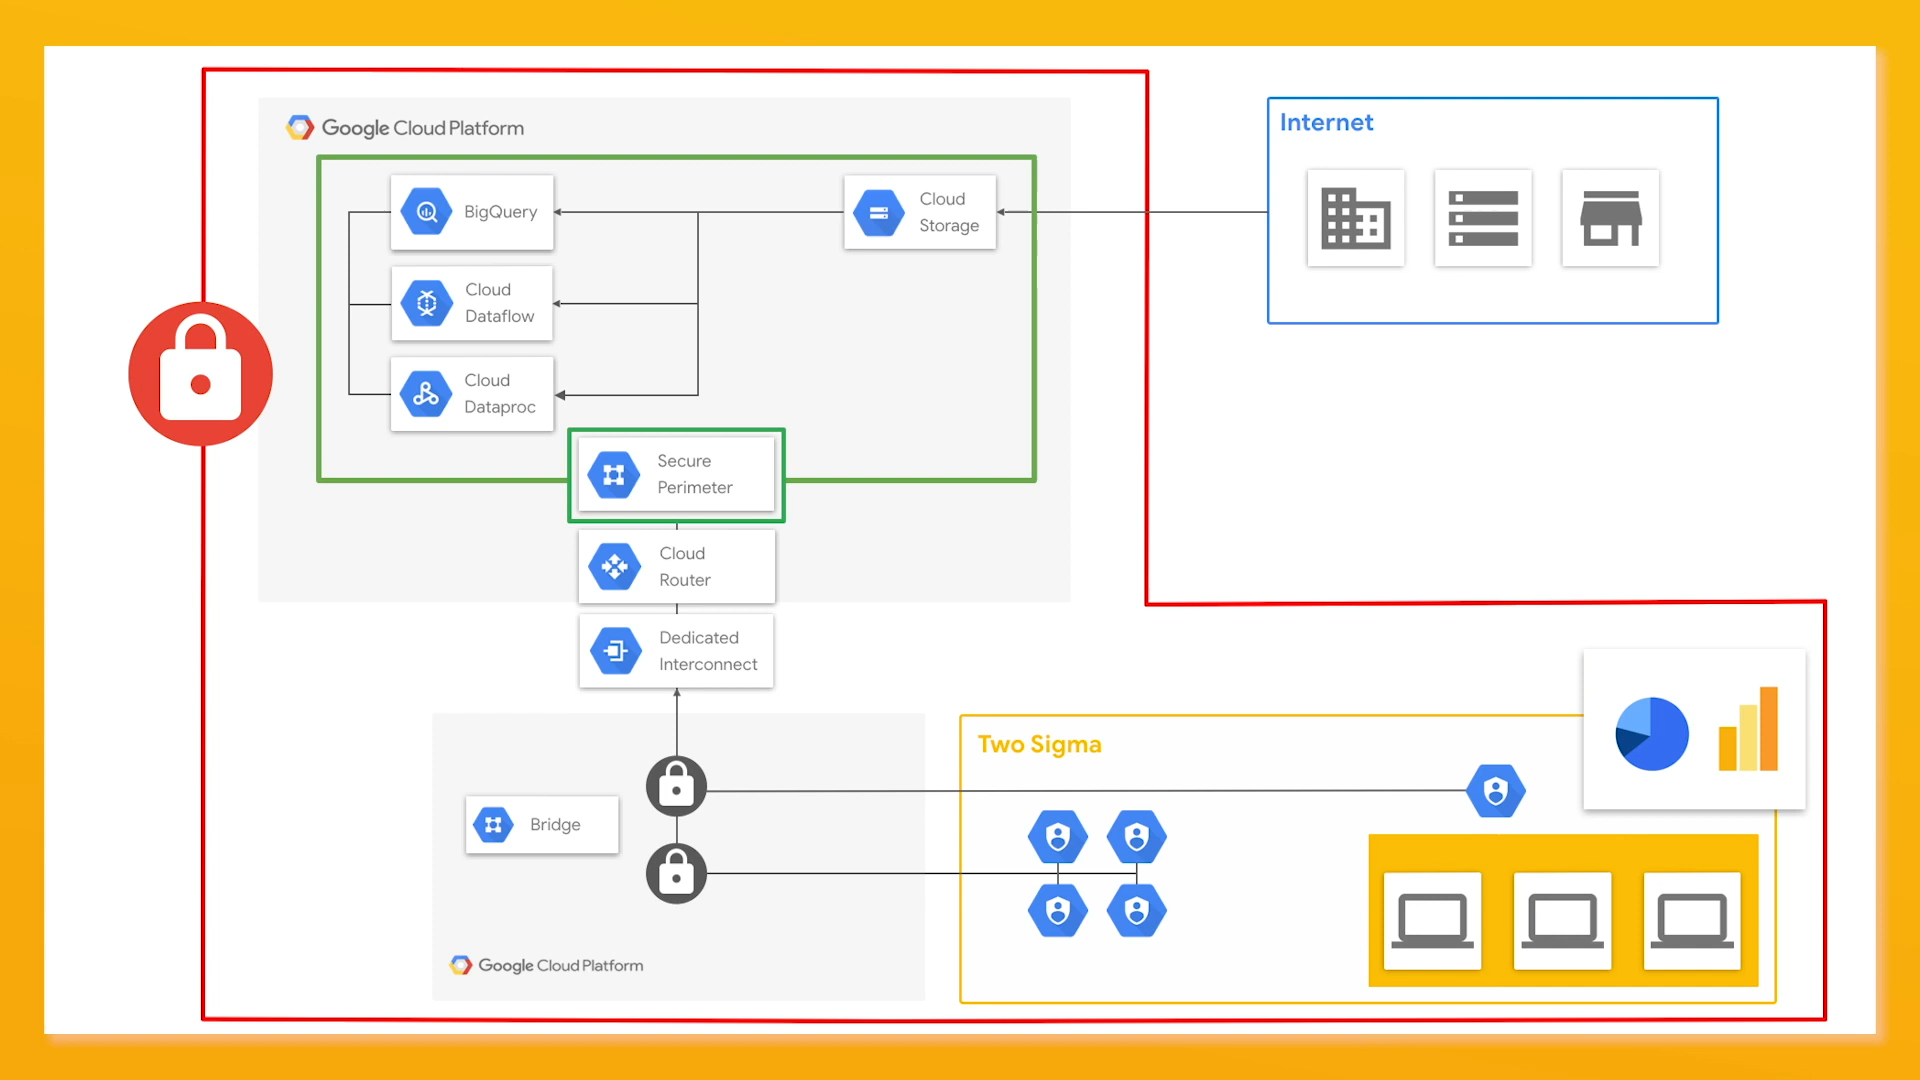 Google Cloud Platform
Internet
BigQuery
Cloud
Storage
Cloud
Dataflow
Cloud
Dataproc
Secure
Perimeter
Cloud
Router
Dedicated
Interconnect
Two Sigma
Bridge
Google Cloud Platform